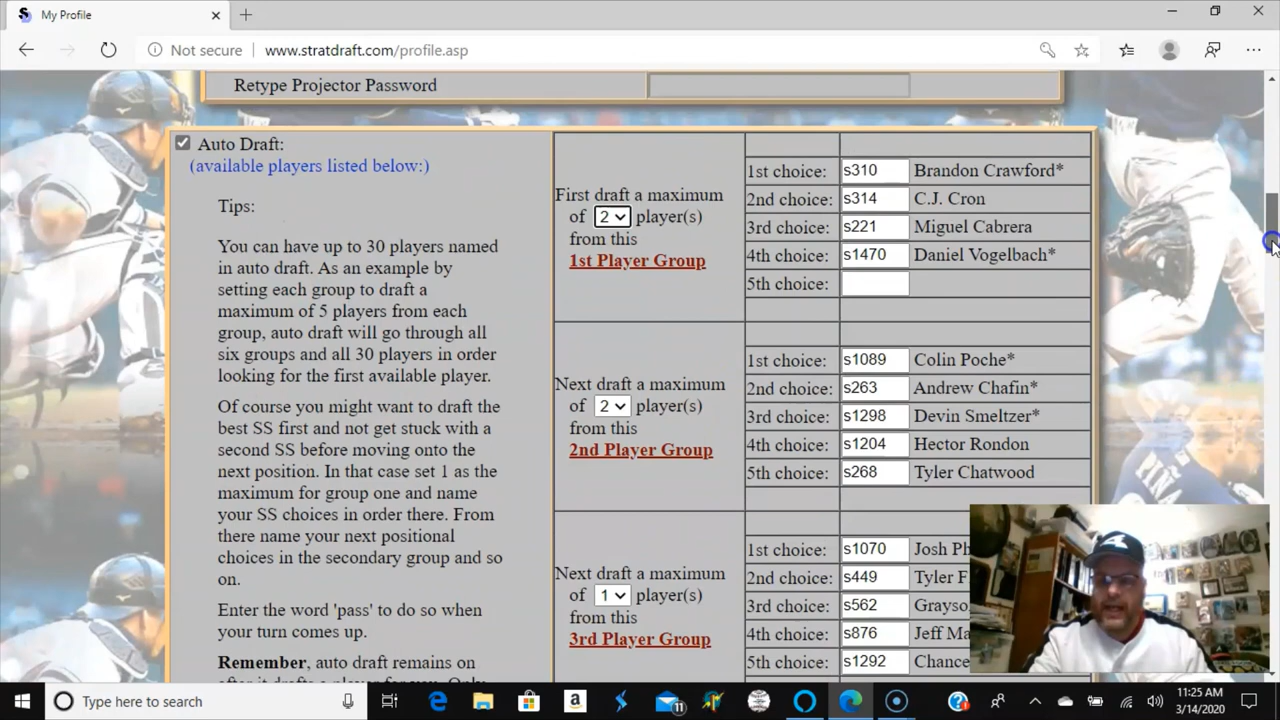 My Profile
Not secure www.stratdraft.com/profile.asp
Retype Projector Password
Auto Draft:
(available players listed below:)
Tips:
You can have up to 30 players named
in auto draft. As an example by
setting each group to draft a
maximum of 5 players from each
group, auto draft will go through all
six groups and all 30 players in order
looking for the first available player.
Of course you might want to draft the
best SS first and not get stuck with a
second SS before moving onto the
next position. In that case set 1 as the
maximum for group one and name
your SS choices in order there. From
there name your next positional
choices in the secondary group and so
on.
Enter the word 'pass' to do so when
your turn comes up.
Remember, auto draft remains on
First draft a maximum
of 2 player(s)
from this
1st Player Group
1st choice: s310 Brandon Crawford*
2nd choice: s314 C.J. Cron
3rd choice: s221 Miguel Cabrera
4th choice: s1470 Daniel Vogelbach*
5th choice:
Next draft a maximum
of 2 player(s)
from this
2nd Player Group
1st choice: s1089 Colin Poche*
2nd choice: s263 Andrew Chafin*
3rd choice: s1298 Devin Smeltzer*
4th choice: s1204 Hector Rondon
5th choice: s268 Tyler Chatwood
Next draft a maximum
of 1 player(s)
from this
3rd Player Group
1st choice: s1070 Josh Ph
2nd choice: s449 Tyler F
3rd choice: s562 Grayso
4th choice: s876 Jeff Ma
5th choice: s1292 Chance
Type here to search
11
11:25 AM
3/14/2020